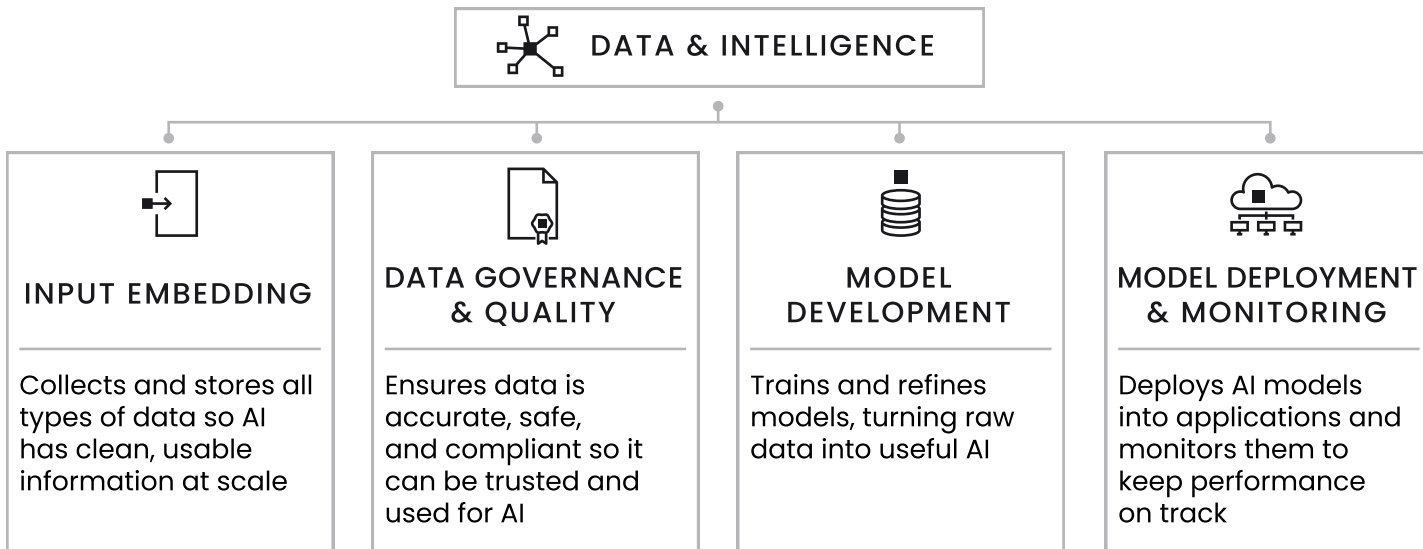 DATA & INTELLIGENCE
INPUT EMBEDDING
Collects and stores all
types of data so AI
has clean, usable
information at scale
DATA GOVERNANCE
& QUALITY
Ensures data is
accurate, safe,
and compliant so it
can be trusted and
used for AI
MODEL
DEVELOPMENT
Trains and refines
models, turning raw
data into useful AI
MODEL DEPLOYMENT
& MONITORING
Deploys AI models
into applications and
monitors them to
keep performance
on track